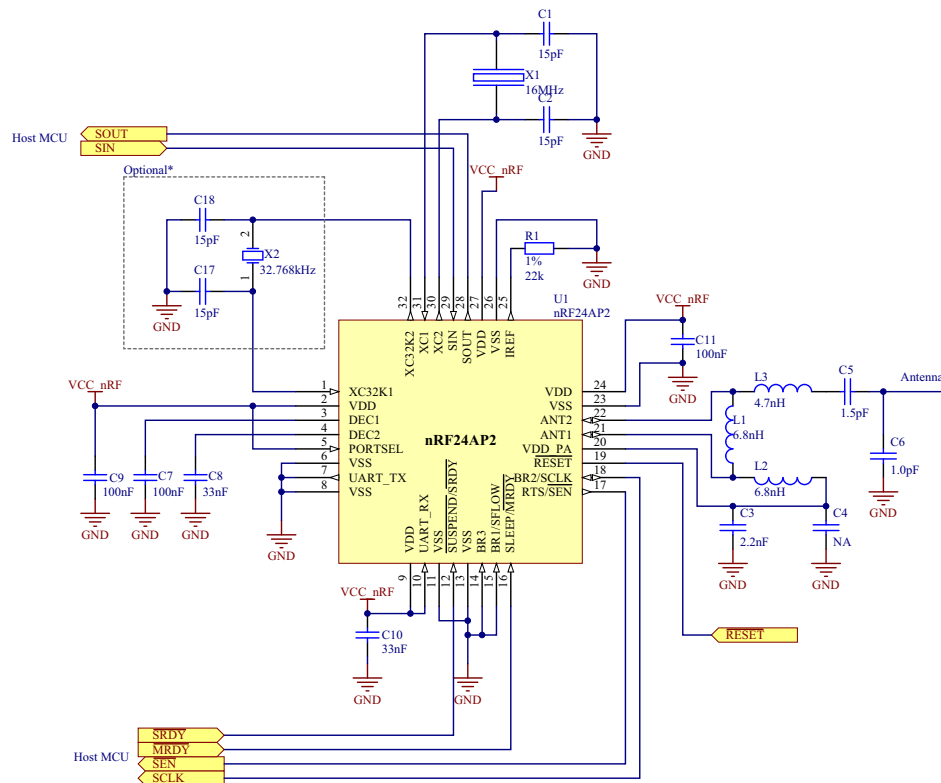 C1
15pF
X1
16MHz
C2
15pF
GND
Host MCU
SOUT
SIN
Optional*
C18
15pF
2
X2
32.768kHz
1
C17
15pF
GND
VCC_nRF
R1
1%
22k
GND
U1
nRF24AP2
32
31
30
29
28
27
26
25
XC32K2
XC1
XC2
SIN
SOUT
VDD
VSS
IREF
VCC_nRF
C11
100nF
GND
VCC_nRF
1
2
3
4
5
6
7
8
XC32K1
VDD
DEC1
DEC2
PORTSEL
VSS
UART_TX
VSS
nRF24AP2
VDD
VSS
ANT2
ANT1
VDD_PA
RESET
BR2/SCLK
RTS/SEN
24
23
22
21
20
19
18
17
L3
4.7nH
C5
1.5pF
Antenna
L1
6.8nH
L2
6.8nH
C6
1.0pF
GND
C3
2.2nF
GND
C4
NA
GND
C9
100nF
GND
C7
100nF
GND
C8
33nF
GND
GND
VDD
UART_RX
VSS
SUSPEND/SRDY
VSS
BR3
BR1/SFLOW
SLEEP/MRDY
9
10
11
12
13
14
15
16
VCC_nRF
C10
33nF
GND
GND
RESET
Host MCU
SRDY
MRDY
SEN
SCLK